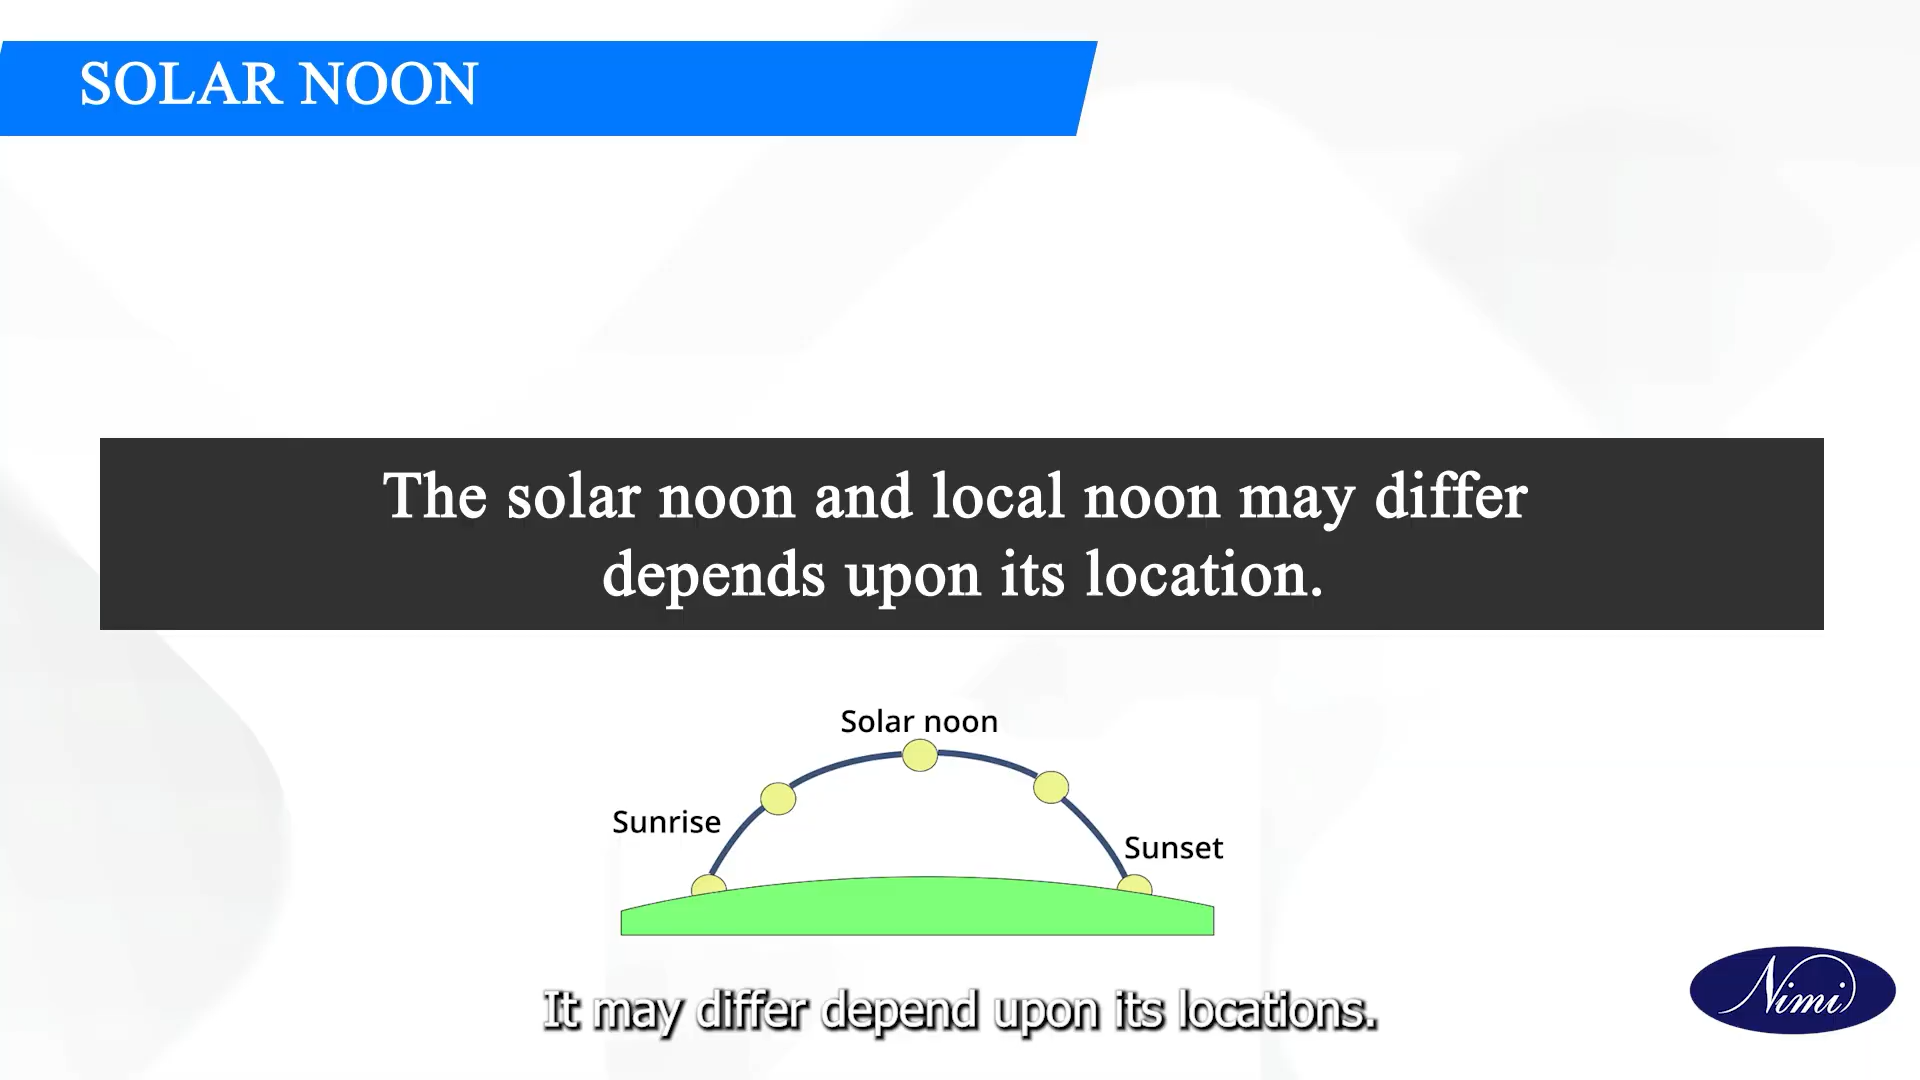 SOLAR NOON
The solar noon and local noon may differ
depends upon its location.
Solar noon
Sunrise
Sunset
It may differ depend upon its locations.
Nimi